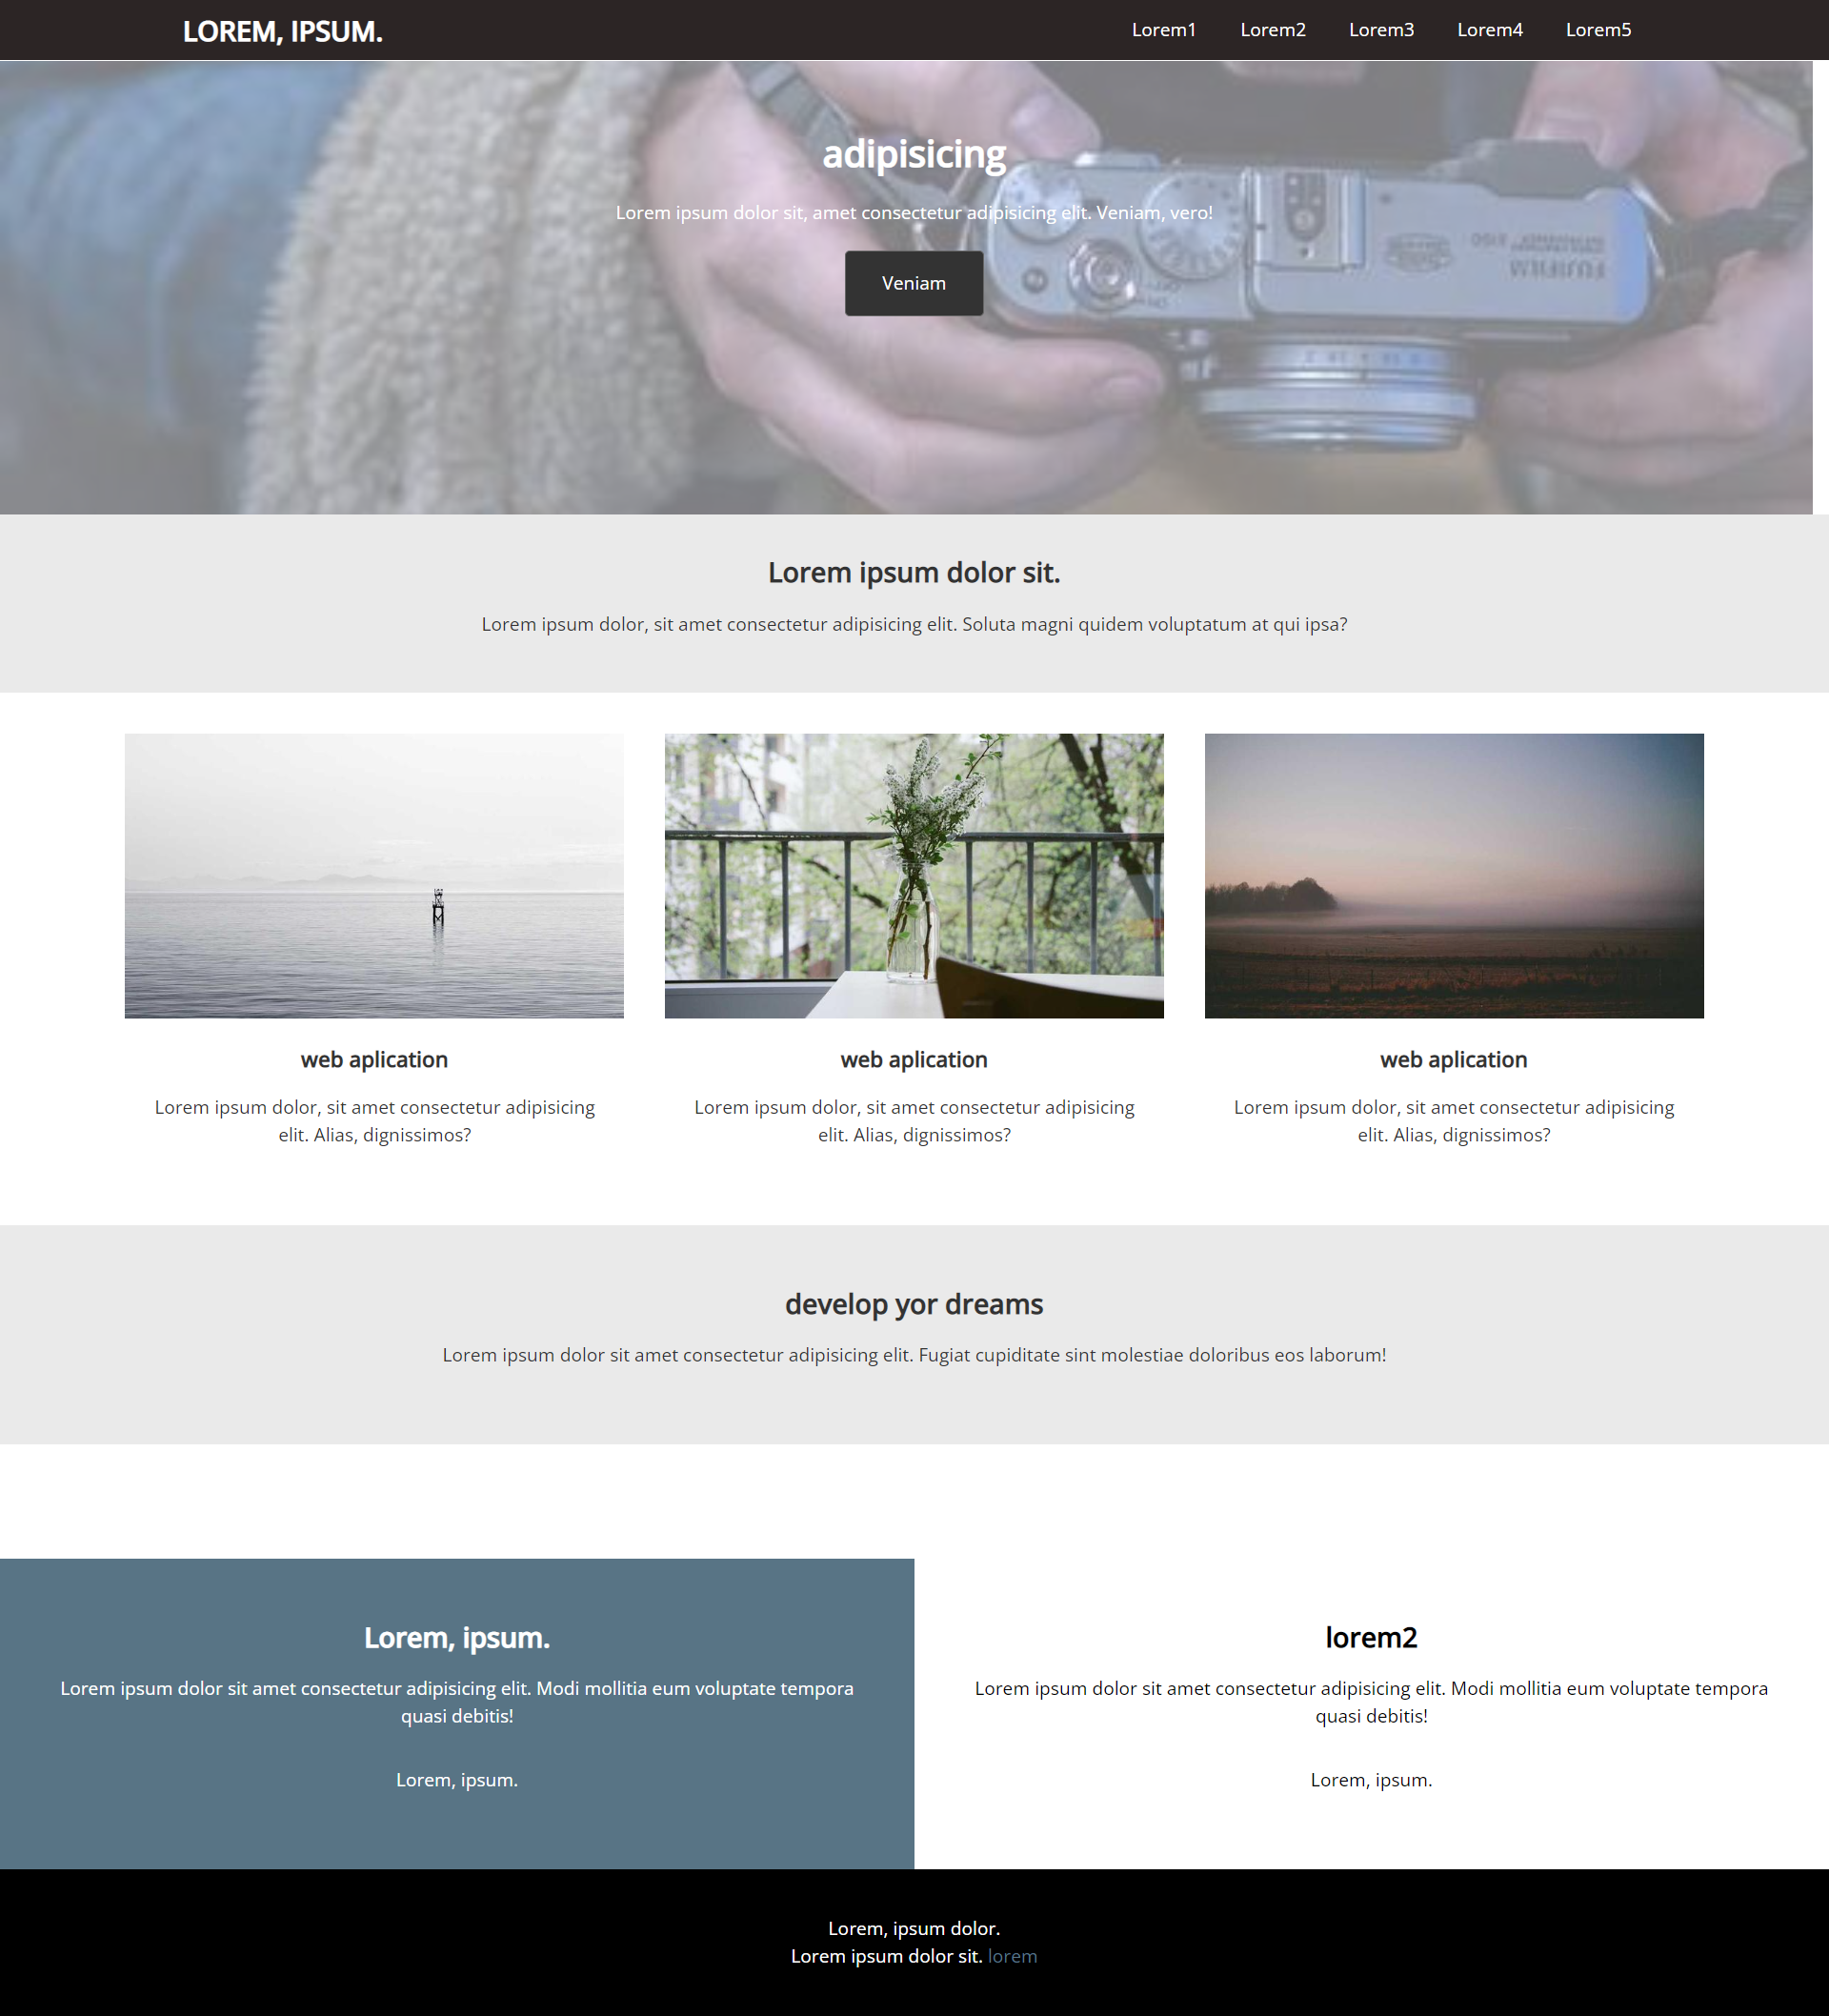 LOREM, IPSUM.
Lorem1 Lorem2 Lorem3 Lorem4 Lorem5
adipisicing
Lorem ipsum dolor sit, amet consectetur adipisicing elit. Veniam, vero!
Veniam
FUJIFILM
Lorem ipsum dolor sit.
Lorem ipsum dolor, sit amet consectetur adipisicing elit. Soluta magni quidem voluptatum at qui ipsa?
web aplication
Lorem ipsum dolor, sit amet consectetur adipisicing
elit. Alias, dignissimos?
web aplication
Lorem ipsum dolor, sit amet consectetur adipisicing
elit. Alias, dignissimos?
web aplication
Lorem ipsum dolor, sit amet consectetur adipisicing
elit. Alias, dignissimos?
develop yor dreams
Lorem ipsum dolor sit amet consectetur adipisicing elit. Fugiat cupiditate sint molestiae doloribus eos laborum!
Lorem, ipsum.
Lorem ipsum dolor sit amet consectetur adipisicing elit. Modi mollitia eum voluptate tempora
quasi debitis!
Lorem, ipsum.
lorem2
Lorem ipsum dolor sit amet consectetur adipisicing elit. Modi mollitia eum voluptate tempora
quasi debitis!
Lorem, ipsum.
Lorem, ipsum dolor.
Lorem ipsum dolor sit. lorem